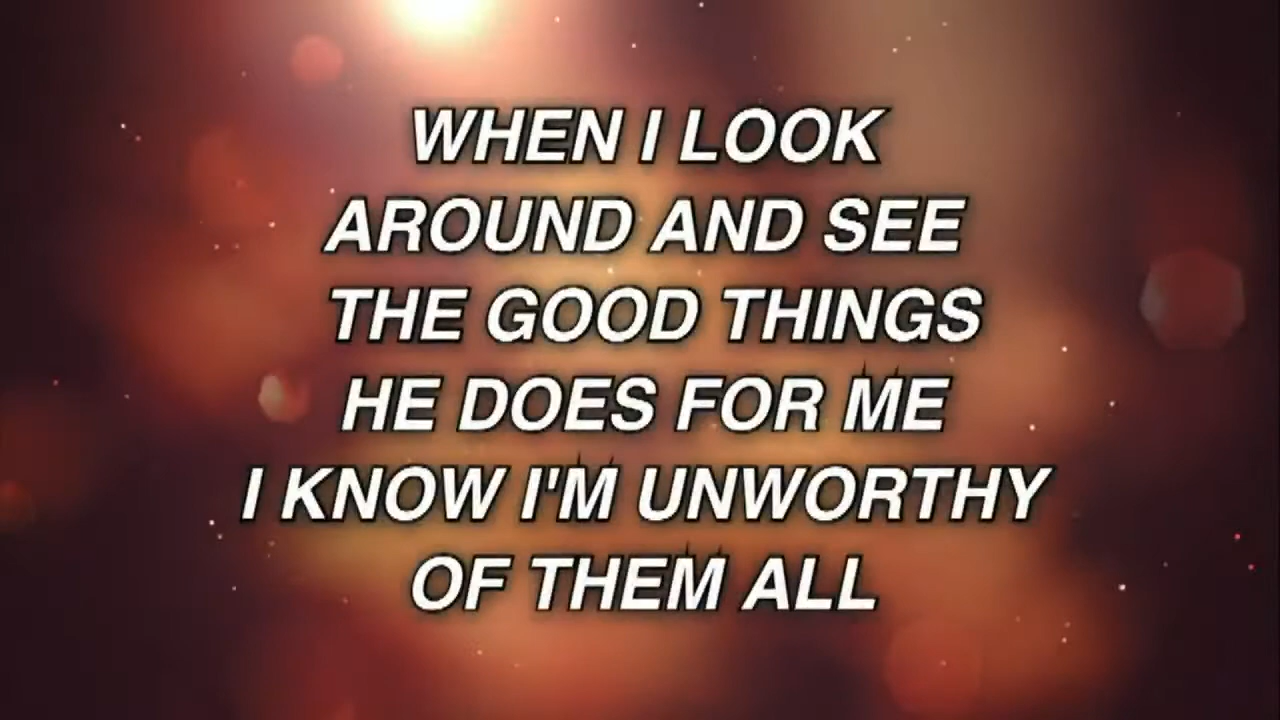 WHEN I LOOK
AROUND AND SEE
THE GOOD THINGS
HE DOES FOR ME
I KNOW I'M UNWORTHY
OF THEM ALL